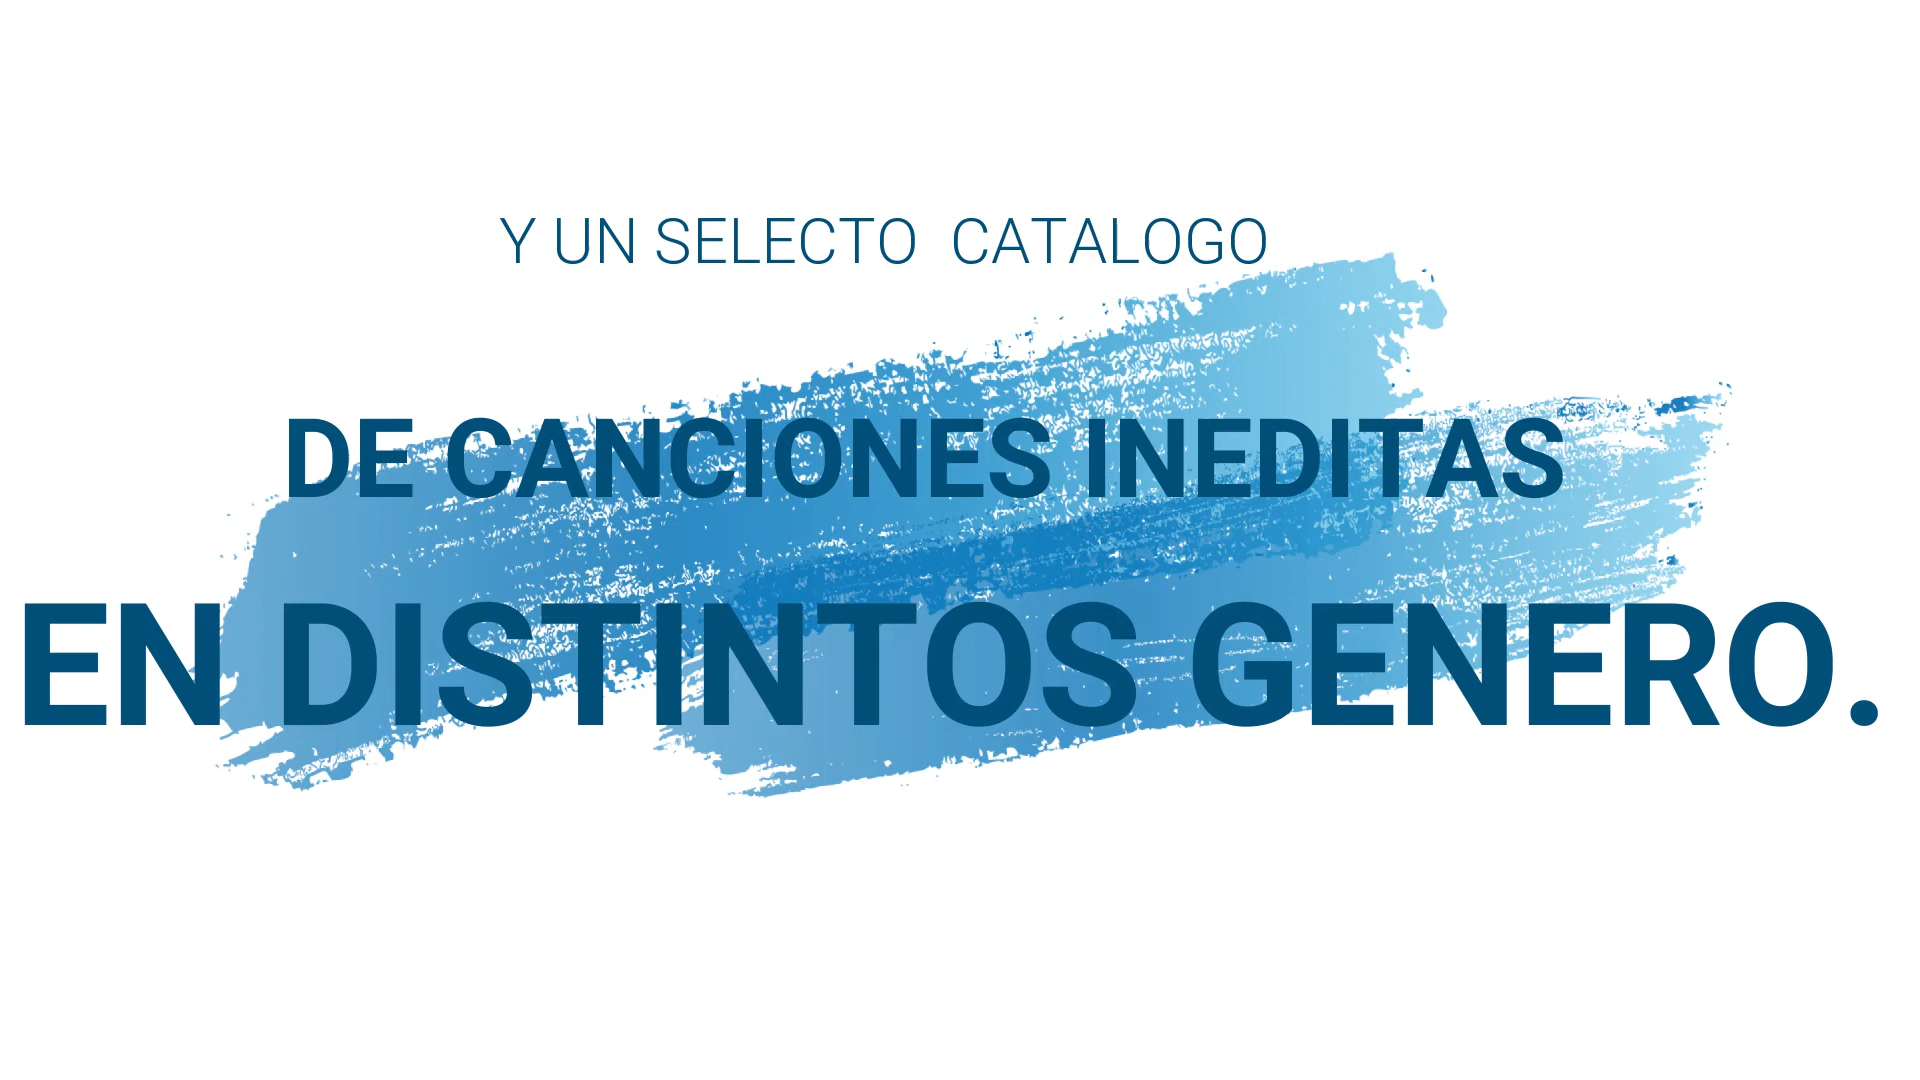 Y UN SELECTO CATALOGO
DE CANCIONES INEDITAS
EN DISTINTOS GENERO.